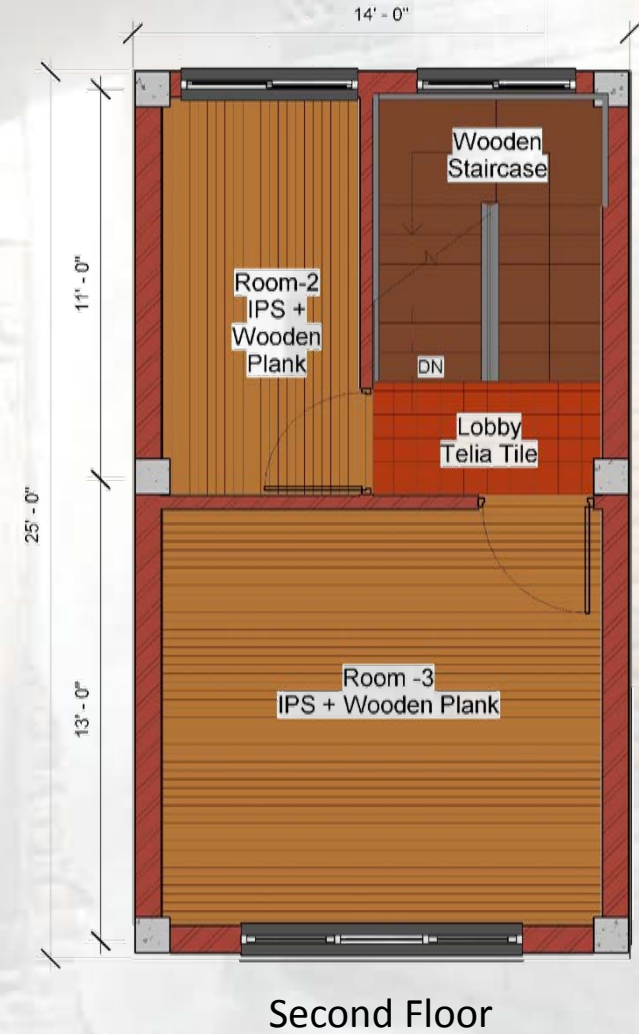 14' - 0"
Wooden
Staircase
11' - 0"
Room-2
IPS +
Wooden
Plank
DN
Lobby
Telia Tile
25' - 0"
13' - 0"
Room -3
IPS + Wooden Plank
Second Floor